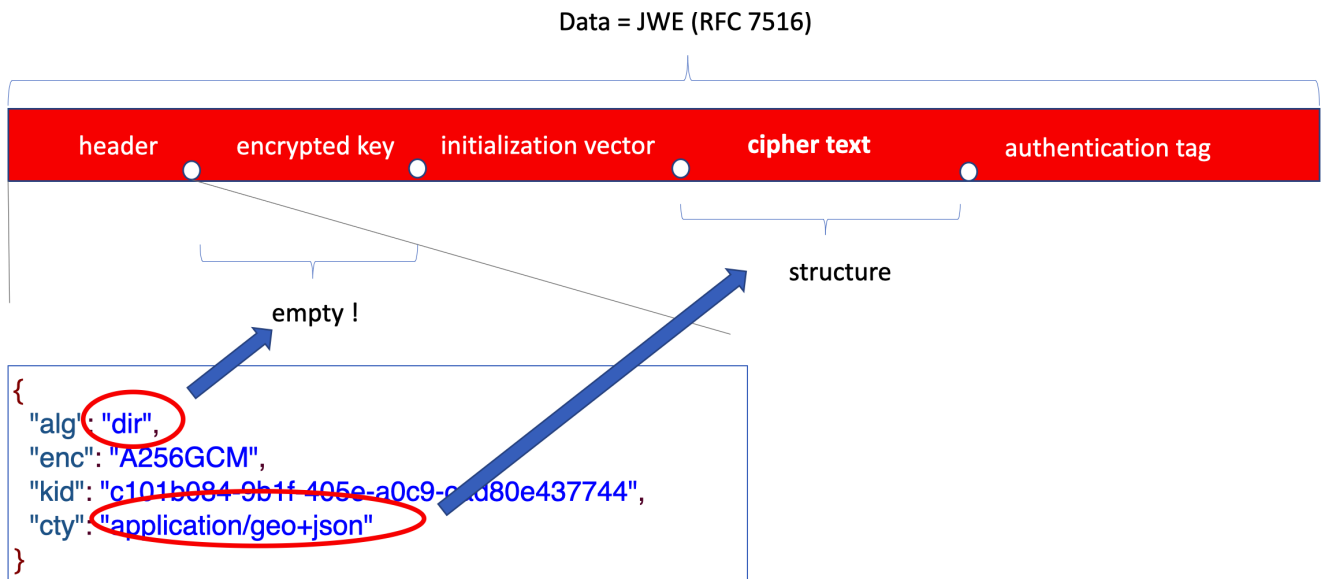 Data = JWE (RFC 7516)
header encrypted key initialization vector cipher text authentication tag
structure
empty !
{
"alg": "dir",
"enc": "A256GCM",
"kid": "c101b084-9b1f-405e-a0c9-cad80e437744",
"cty": "application/geo+json"
}